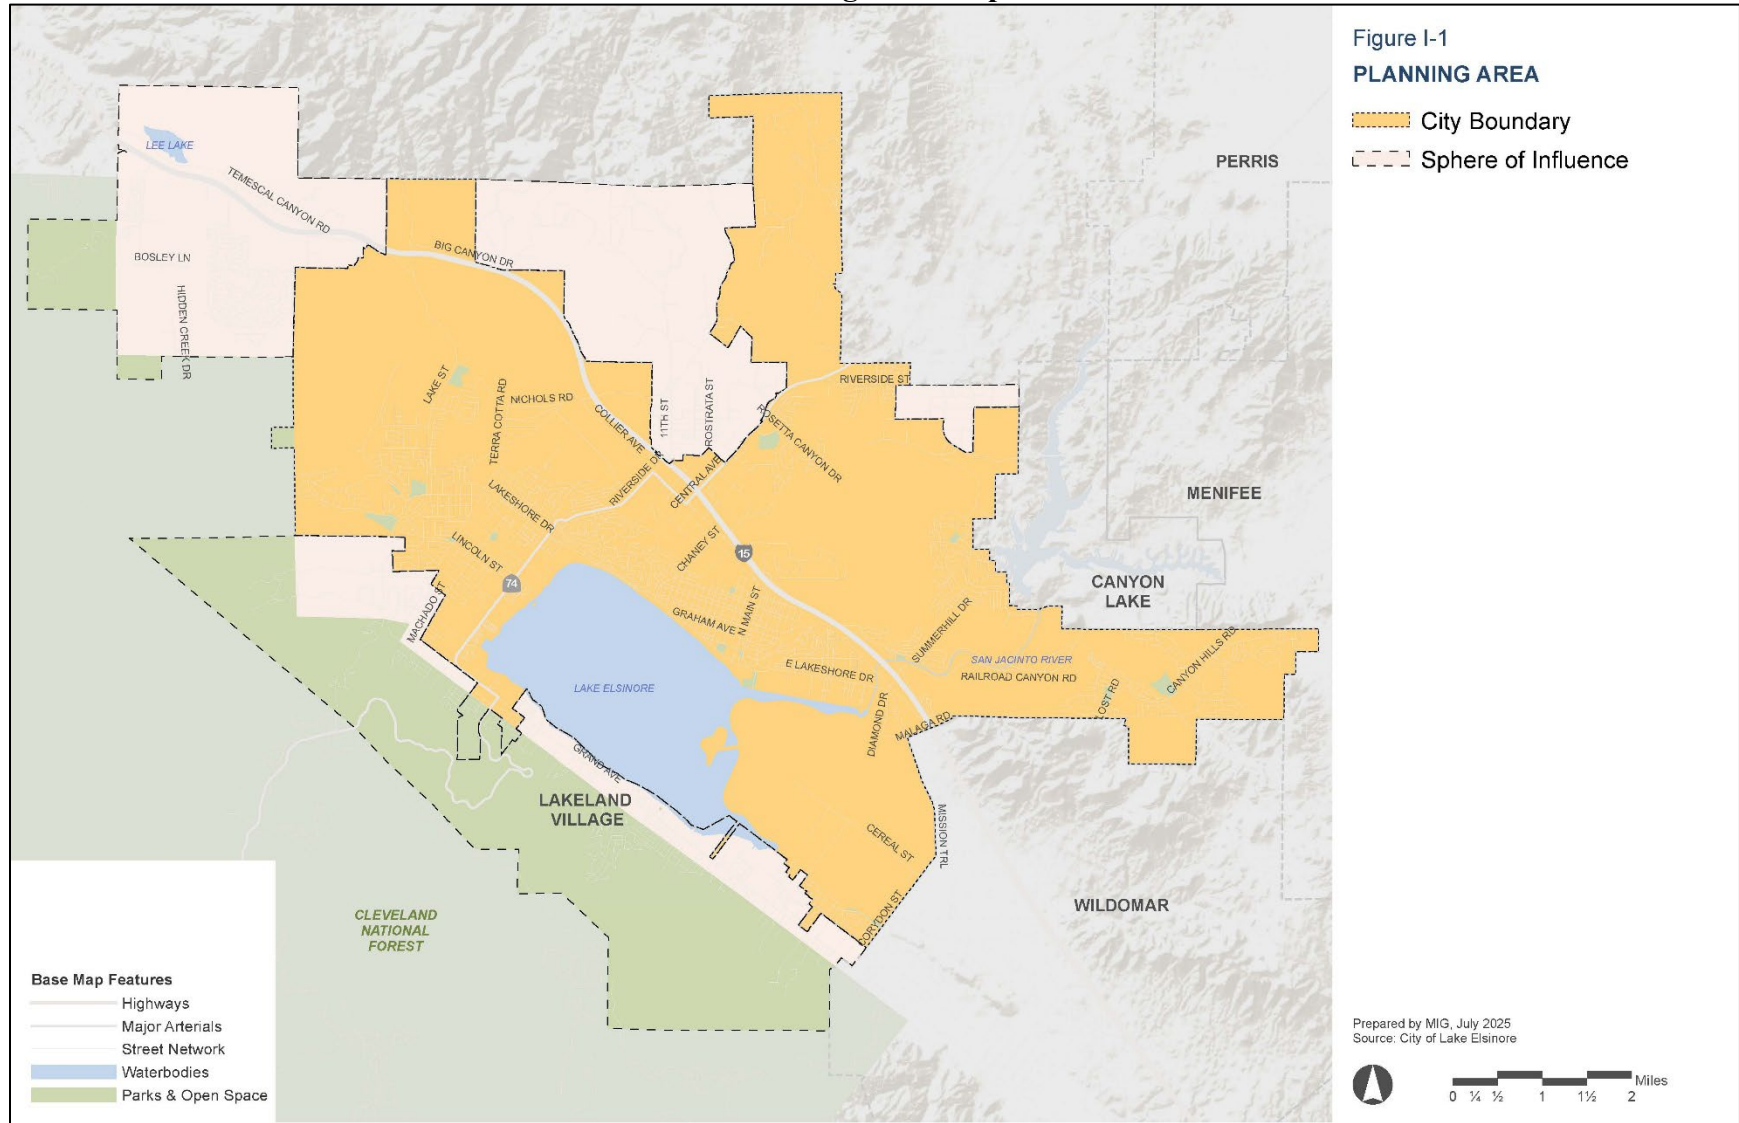 Figure I-1
PLANNING AREA
City Boundary
Sphere of Influence
PERRIS
LEE LAKE
TEMESCAL CANYON RD
BOSLEY LN
HIDDEN CREEK DR
BIG CANYON DR
LAKE ST
TERRA COTTA RD
NICHOLS RD
COLLIER AVE
11TH ST
ROSTRATA ST
RIVERSIDE ST
ROSETTA CANYON DR
RIVERSIDE DR
CENTRAL AVE
LAKESHORE DR
LINCOLN ST
CHANEY ST
15
74
MENIFEE
CANYON
LAKE
MACHADO ST
GRAHAM AVE
N MAIN ST
SUMMERHILL DR
E LAKESHORE DR
SAN JACINTO RIVER
RAILROAD CANYON RD
CANYON HILLS RD
LOST RD
LAKE ELSINORE
DIAMOND DR
MALAGA RD
GRAND AVE
LAKELAND
VILLAGE
CEREAL ST
MISSION TRL
CORYDON ST
WILDOMAR
CLEVELAND
NATIONAL
FOREST
Base Map Features
Highways
Major Arterials
Street Network
Waterbodies
Parks & Open Space
Prepared by MIG, July 2025
Source: City of Lake Elsinore
Miles
0 ¼ ½ 1 1½ 2